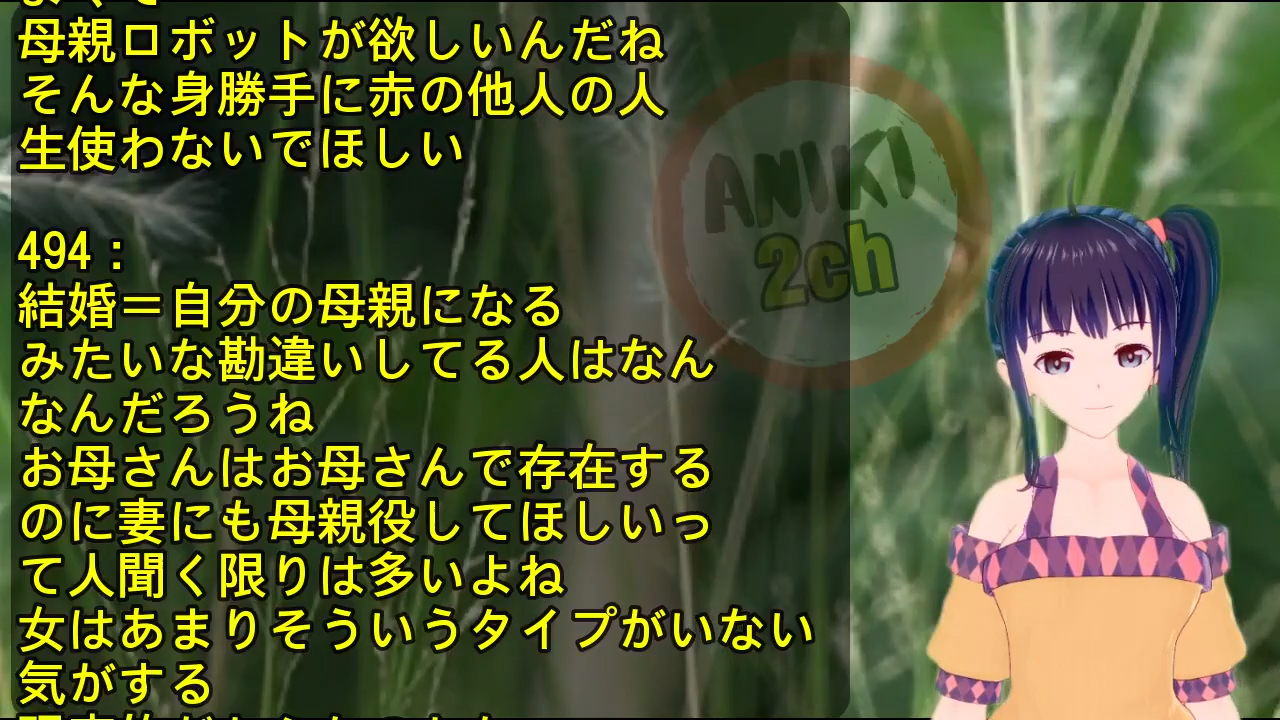 母親ロボットが欲しいんだね
そんな身勝手に赤の他人の人
生使わないでほしい
ANIKI
2ch
494：
結婚＝自分の母親になる
みたいな勘違いしてる人はなん
なんだろうね
お母さんはお母さんで存在する
のに妻にも母親役してほしいっ
て人聞く限りは多いよね
女はあまりそういうタイプがいない
気がする